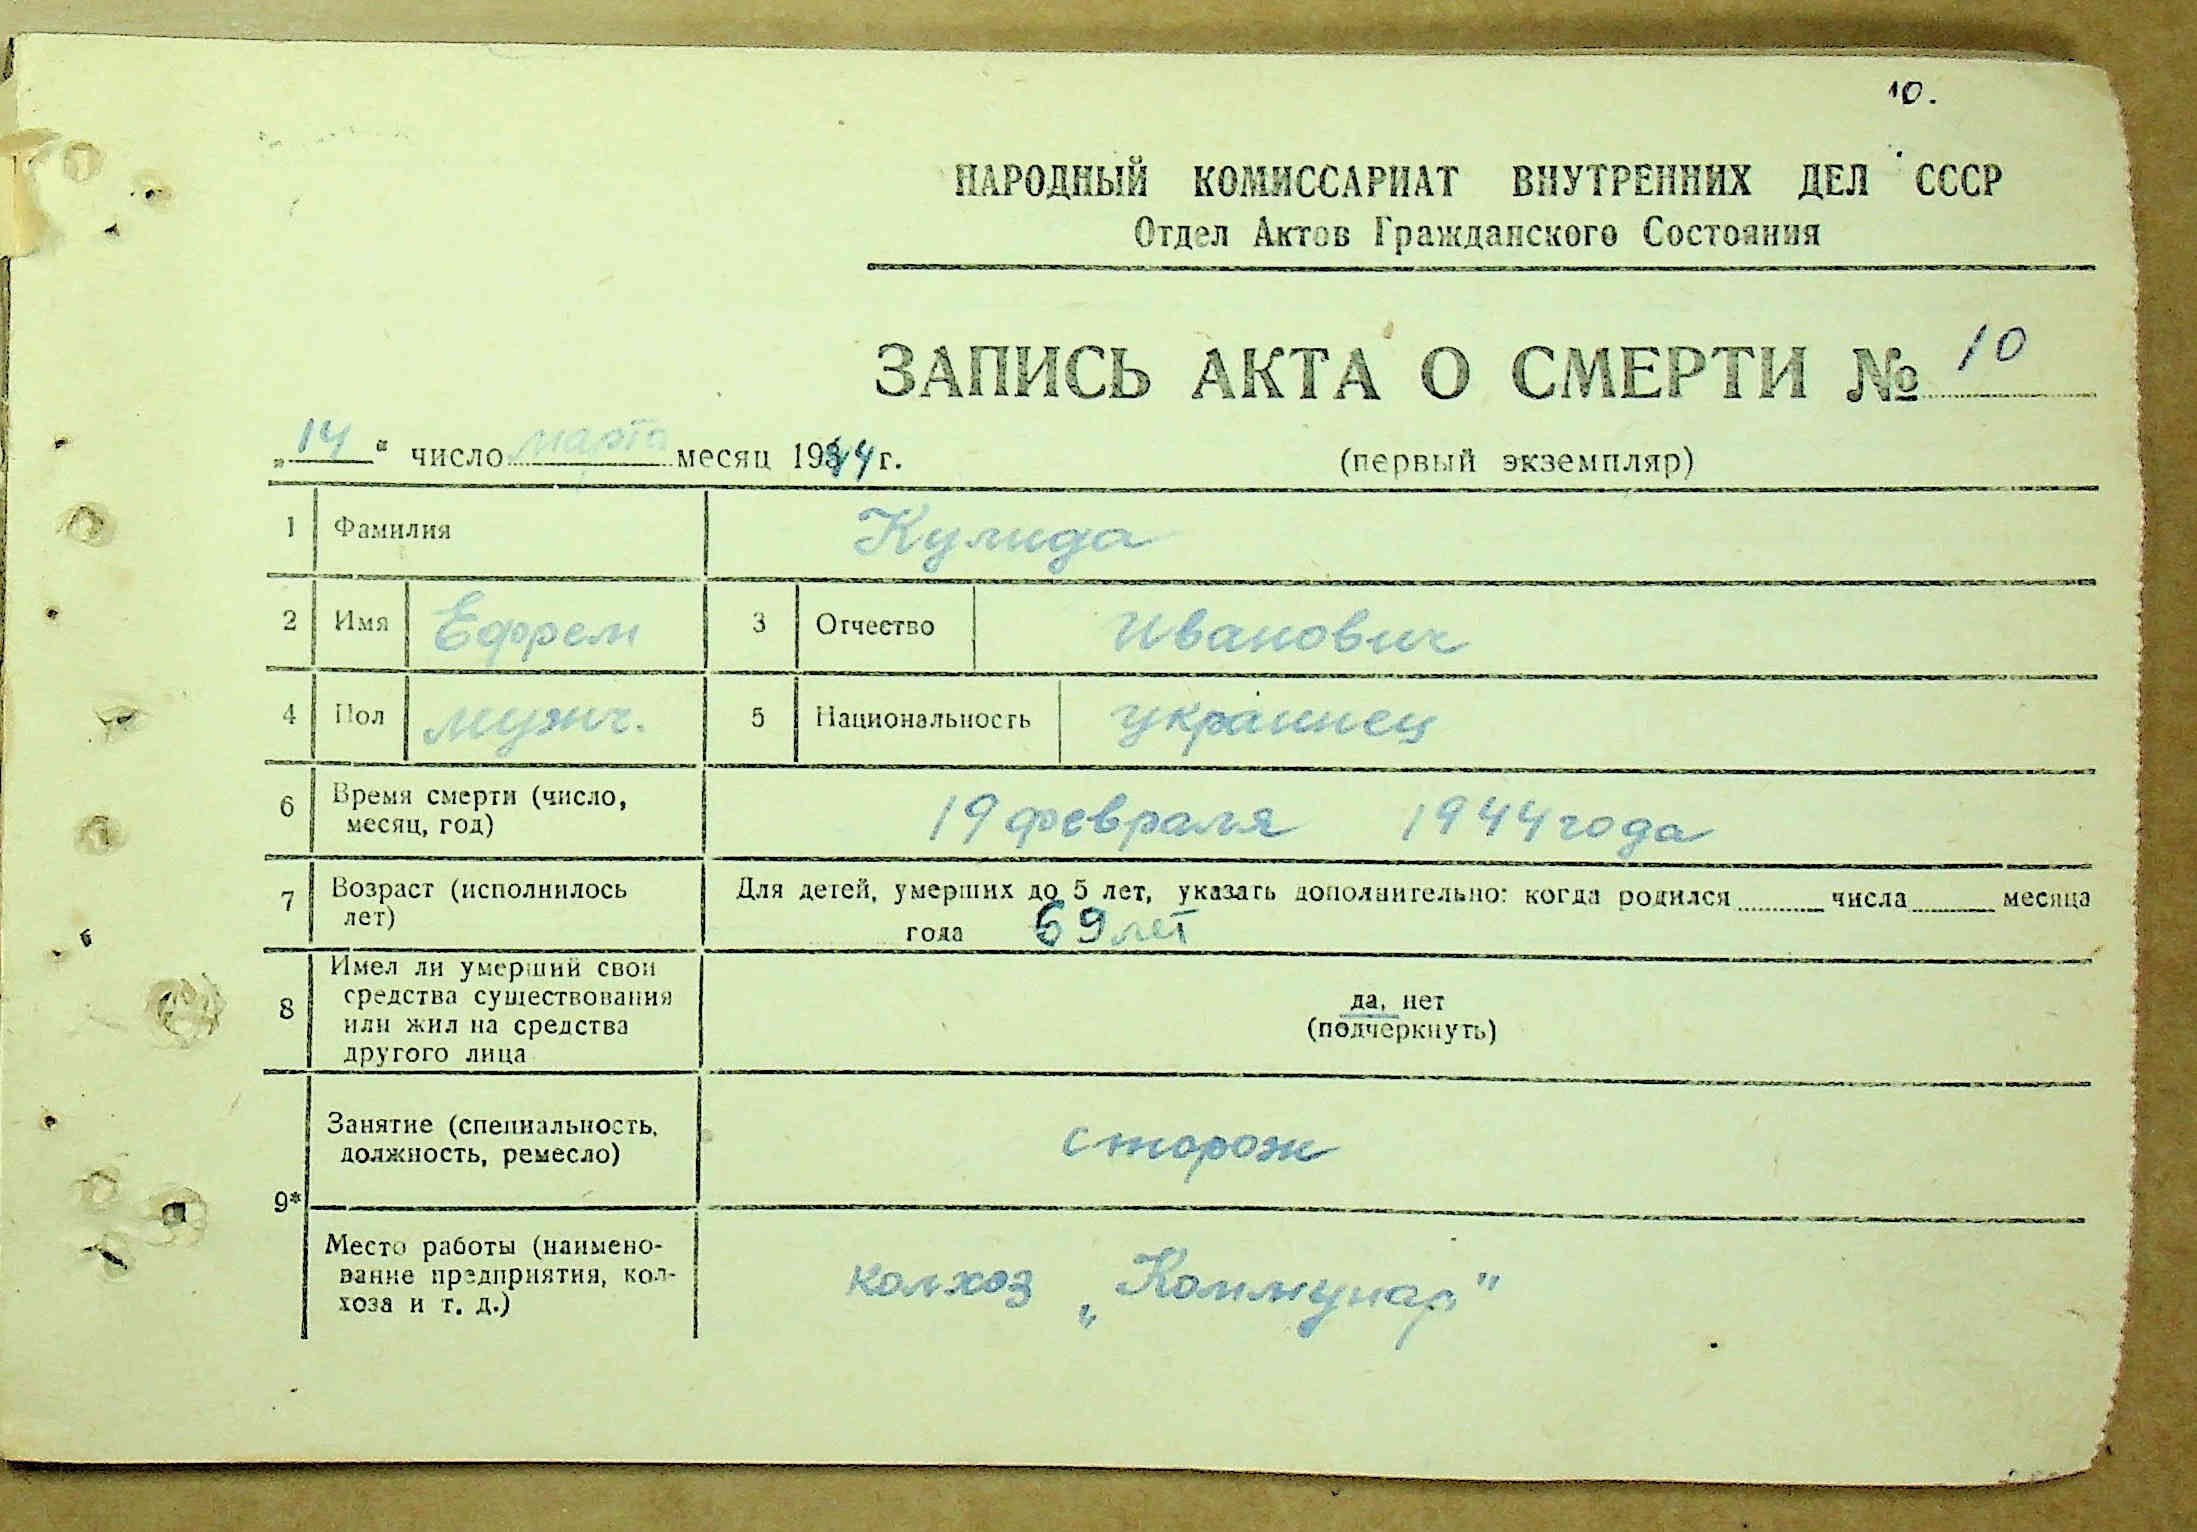 10.
НАРОДНЫЙ КОМИССАРИАТ ВНУТРЕННИХ ДЕЛ СССР
Отдел Актов Гражданского Состояния
ЗАПИСЬ АКТА О СМЕРТИ № 10
„14“ число марта месяц 1944 г.
(первый экземпляр)
1 Фамилия Кулида
2 Имя Ефрем 3 Отчество Иванович
4 Пол мужч. 5 Национальность украинец
6 Время смерти (число, месяц, год) 19 февраля 1944 года
7 Возраст (исполнилось лет) Для детей, умерших до 5 лет, указать дополнительно: когда родился числа месяца
года 69 лет
8 Имел ли умерший свои средства существования или жил на средства другого лица
да, нет
(подчеркнуть)
9* Занятие (специальность, должность, ремесло) сторож
Место работы (наимено-
вание предприятия, кол-
хоза и т. д.) колхоз „Коммунар"